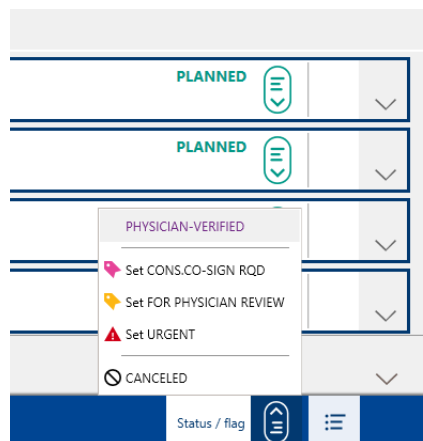 PLANNED
PLANNED
PHYSICIAN-VERIFIED
Set CONS.CO-SIGN RQD
Set FOR PHYSICIAN REVIEW
Set URGENT
CANCELED
Status / flag